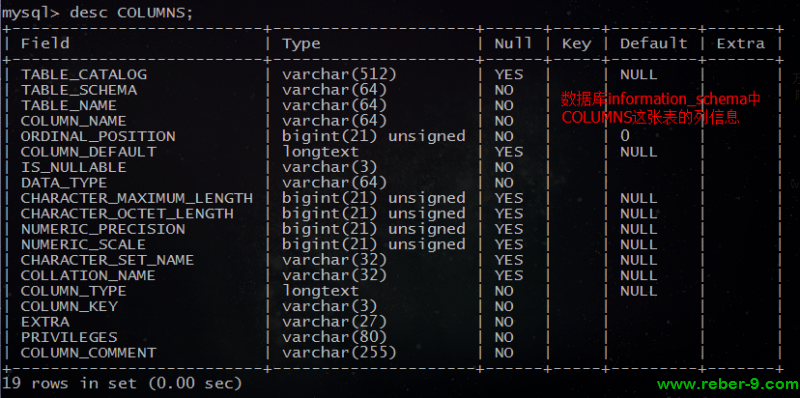 mysql> desc COLUMNS;
+--------------------------+---------------------+------+-----+---------+-------+
| Field                    | Type                | Null | Key | Default | Extra |
+--------------------------+---------------------+------+-----+---------+-------+
| TABLE_CATALOG            | varchar(512)        | YES  |     | NULL    |       |
| TABLE_SCHEMA             | varchar(64)         | NO   |     |         |       |
| TABLE_NAME               | varchar(64)         | NO   |     |         |       |
| COLUMN_NAME              | varchar(64)         | NO   |     |         |       |
| ORDINAL_POSITION         | bigint(21) unsigned | NO   |     | 0       |       |
| COLUMN_DEFAULT           | longtext            | YES  |     | NULL    |       |
| IS_NULLABLE              | varchar(3)          | NO   |     |         |       |
| DATA_TYPE                | varchar(64)         | NO   |     |         |       |
| CHARACTER_MAXIMUM_LENGTH | bigint(21) unsigned | YES  |     | NULL    |       |
| CHARACTER_OCTET_LENGTH   | bigint(21) unsigned | YES  |     | NULL    |       |
| NUMERIC_PRECISION        | bigint(21) unsigned | YES  |     | NULL    |       |
| NUMERIC_SCALE            | bigint(21) unsigned | YES  |     | NULL    |       |
| CHARACTER_SET_NAME       | varchar(32)         | YES  |     | NULL    |       |
| COLLATION_NAME           | varchar(32)         | YES  |     | NULL    |       |
| COLUMN_TYPE              | longtext            | NO   |     | NULL    |       |
| COLUMN_KEY               | varchar(3)          | NO   |     |         |       |
| EXTRA                    | varchar(27)         | NO   |     |         |       |
| PRIVILEGES               | varchar(80)         | NO   |     |         |       |
| COLUMN_COMMENT           | varchar(255)        | NO   |     |         |       |
+--------------------------+---------------------+------+-----+---------+-------+
19 rows in set (0.00 sec)
数据库information_schema中
COLUMNS这张表的列信息
www.reber-9.com